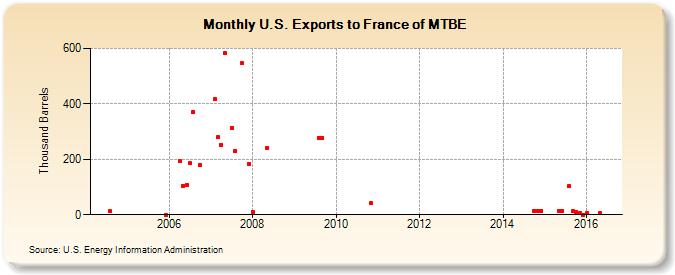 Monthly U.S. Exports to France of MTBE
Thousand Barrels
600
400
200
0
2006 2008 2010 2012 2014 2016
Source: U.S. Energy Information Administration